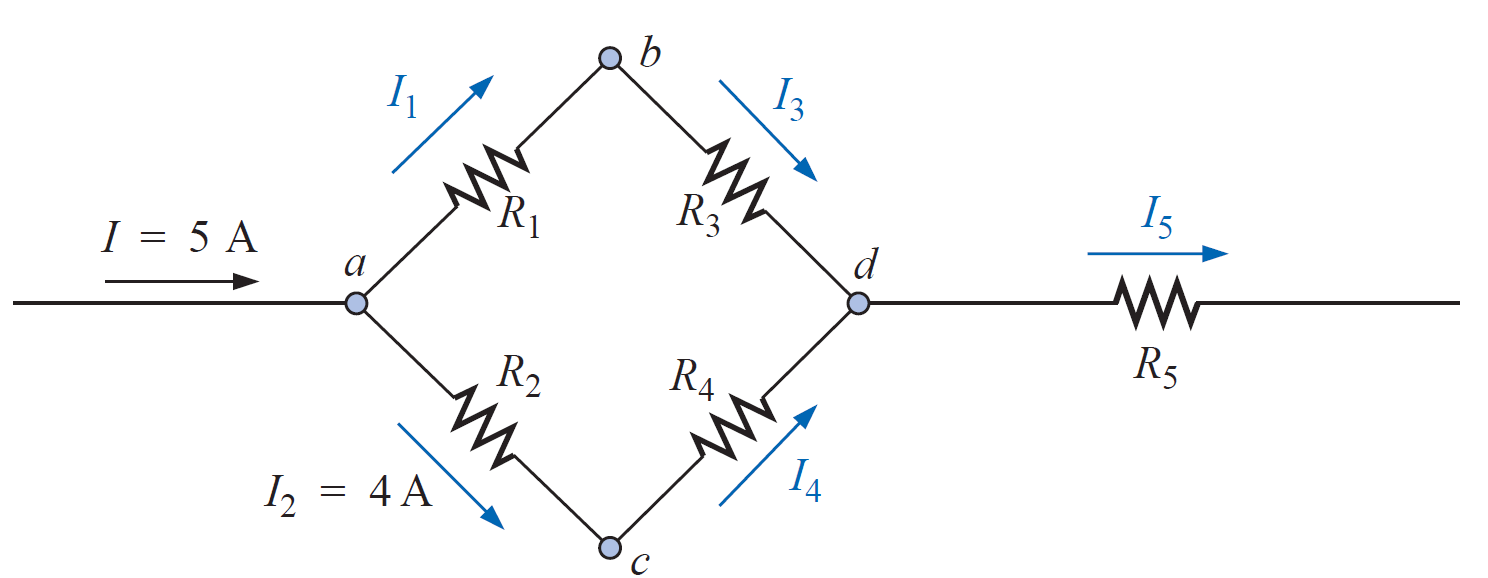 b
I1
I3
R1
R3
I5
I = 5 A
a
d
R5
R2
R4
I2 = 4 A
I4
c